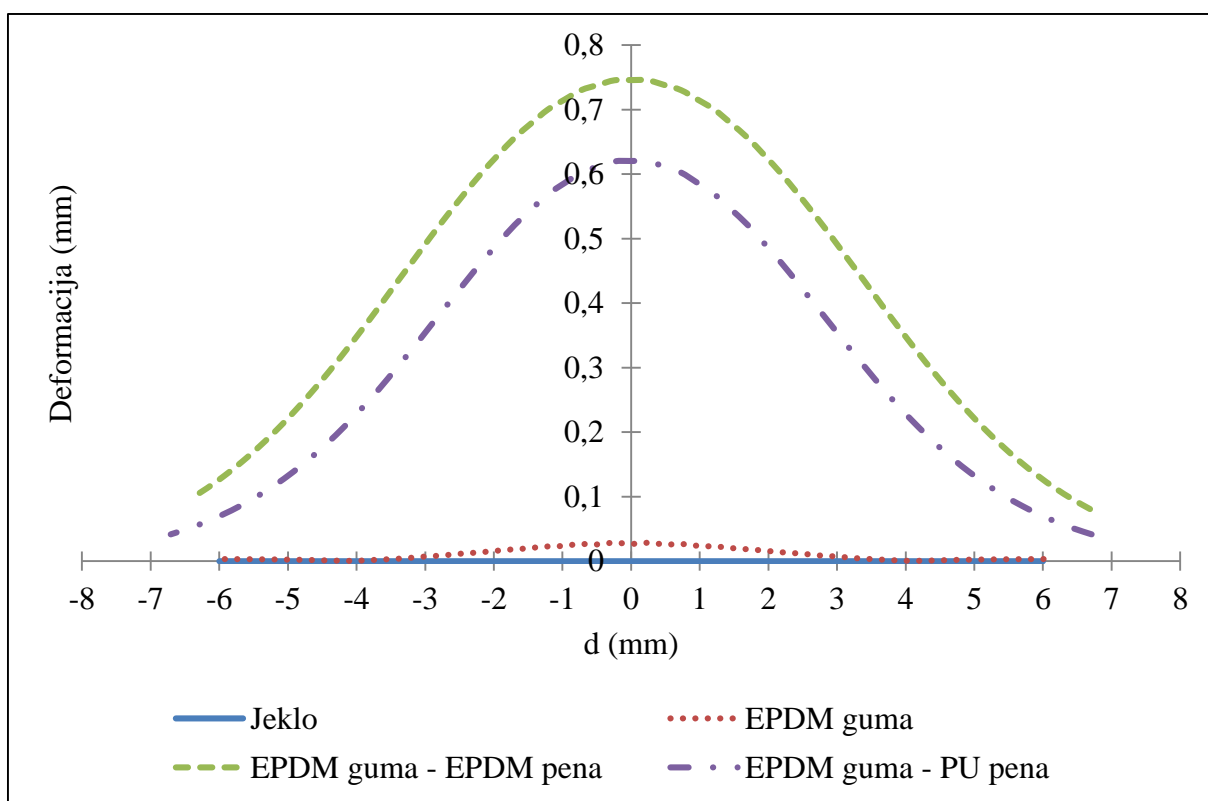 0,8
0,7
0,6
0,5
0,4
0,3
0,2
0,1
0
Deformacija (mm)
-8 -7 -6 -5 -4 -3 -2 -1 0 1 2 3 4 5 6 7 8
d (mm)
Jeklo EPDM guma
EPDM guma - EPDM pena EPDM guma - PU pena